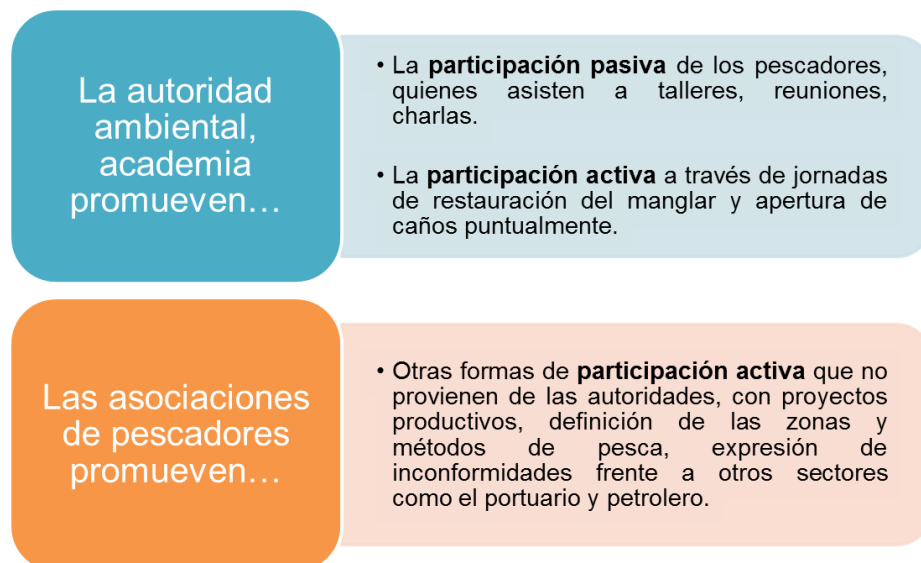 La autoridad
ambiental,
academia
promueven…
• La participación pasiva de los pescadores,
quienes asisten a talleres, reuniones,
charlas.
• La participación activa a través de jornadas
de restauración del manglar y apertura de
caños puntualmente.
Las asociaciones
de pescadores
promueven…
• Otras formas de participación activa que no
provienen de las autoridades, con proyectos
productivos, definición de las zonas y
métodos de pesca, expresión de
inconformidades frente a otros sectores
como el portuario y petrolero.